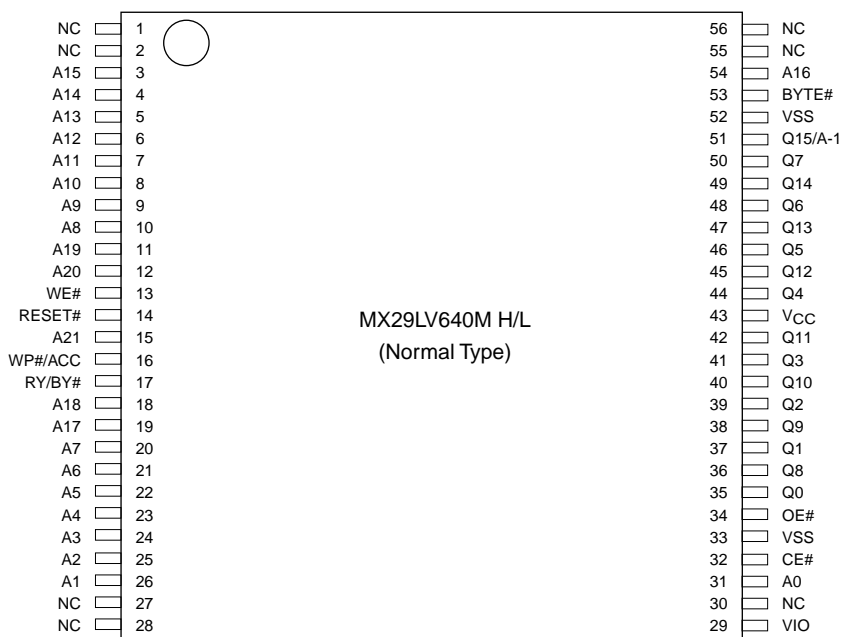 NC 1 56 NC
NC 2 55 NC
A15 3 54 A16
A14 4 53 BYTE#
A13 5 52 VSS
A12 6 51 Q15/A-1
A11 7 50 Q7
A10 8 49 Q14
A9 9 48 Q6
A8 10 47 Q13
A19 11 46 Q5
A20 12 45 Q12
WE# 13 44 Q4
RESET# 14 43 VCC
MX29LV640M H/L
A21 15 42 Q11
(Normal Type)
WP#/ACC 16 41 Q3
RY/BY# 17 40 Q10
A18 18 39 Q2
A17 19 38 Q9
A7 20 37 Q1
A6 21 36 Q8
A5 22 35 Q0
A4 23 34 OE#
A3 24 33 VSS
A2 25 32 CE#
A1 26 31 A0
NC 27 30 NC
NC 28 29 VIO